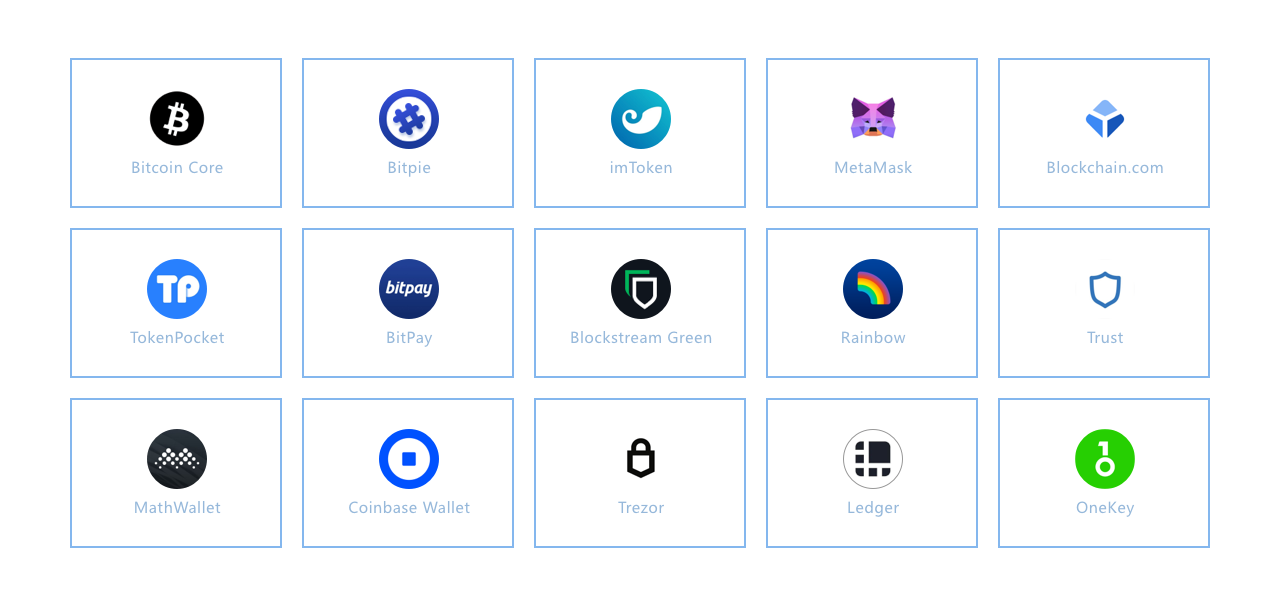 Bitcoin Core
Bitpie
imToken
MetaMask
Blockchain.com
TP
TokenPocket
bitpay
BitPay
Blockstream Green
Rainbow
Trust
MathWallet
Coinbase Wallet
Trezor
Ledger
OneKey